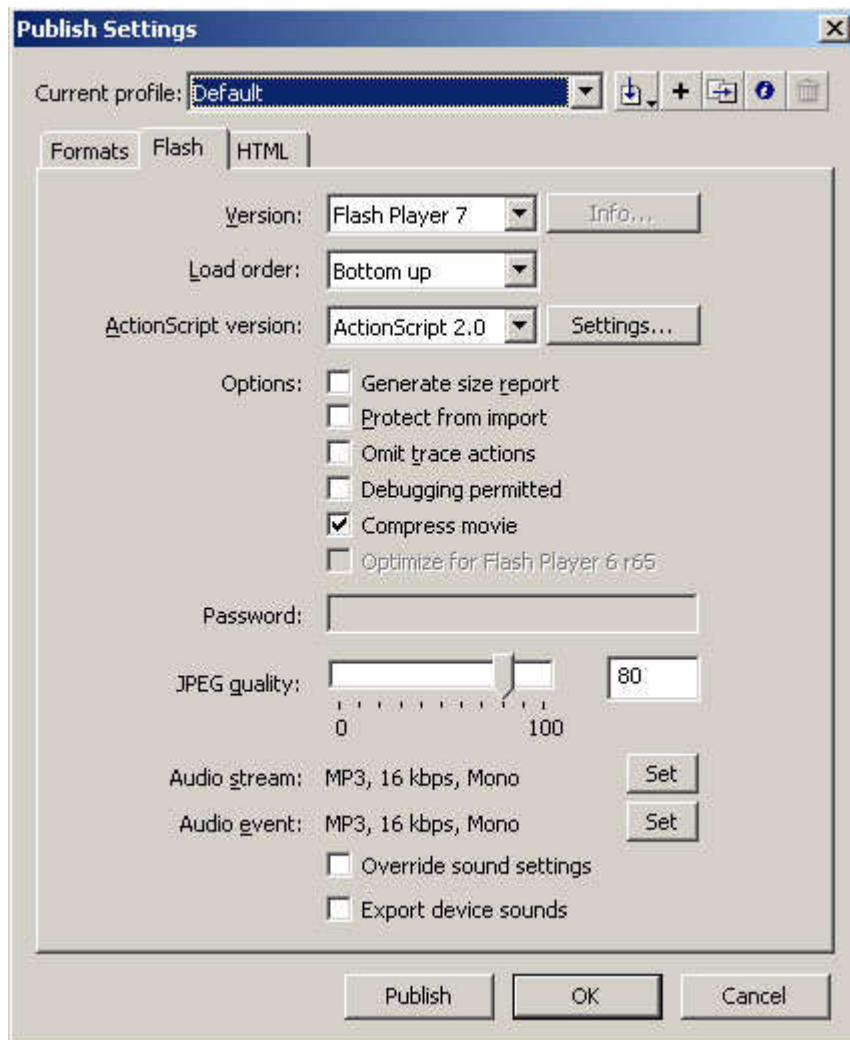 Publish Settings
Current profile: Default
Formats Flash HTML
Version: Flash Player 7 Info...
Load order: Bottom up
ActionScript version: ActionScript 2.0 Settings...
Options: Generate size report
Protect from import
Omit trace actions
Debugging permitted
Compress movie
Optimize for Flash Player 6 r65
Password:
JPEG quality: 80
0 100
Audio stream: MP3, 16 kbps, Mono Set
Audio event: MP3, 16 kbps, Mono Set
Override sound settings
Export device sounds
Publish OK Cancel